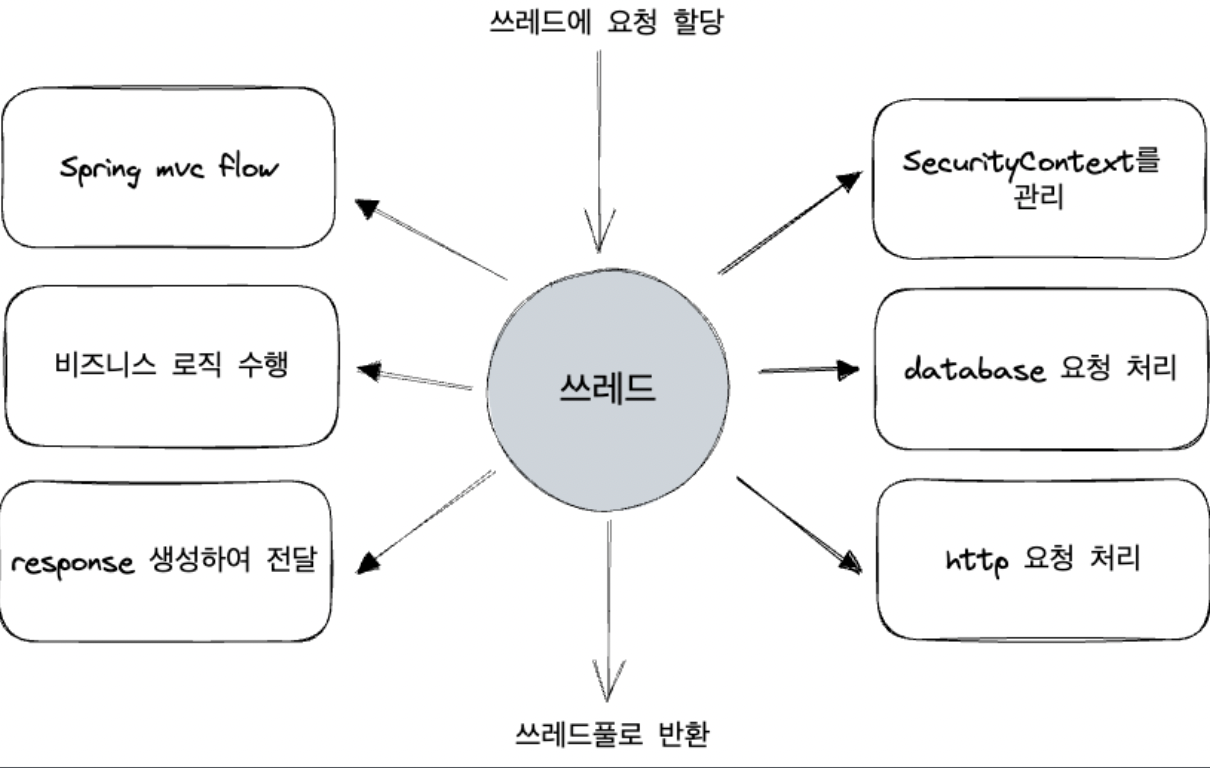 쓰레드에 요청 할당
Spring mvc flow
SecurityContext를
관리
비즈니스 로직 수행
쓰레드
database 요청 처리
response 생성하여 전달
http 요청 처리
쓰레드풀로 반환